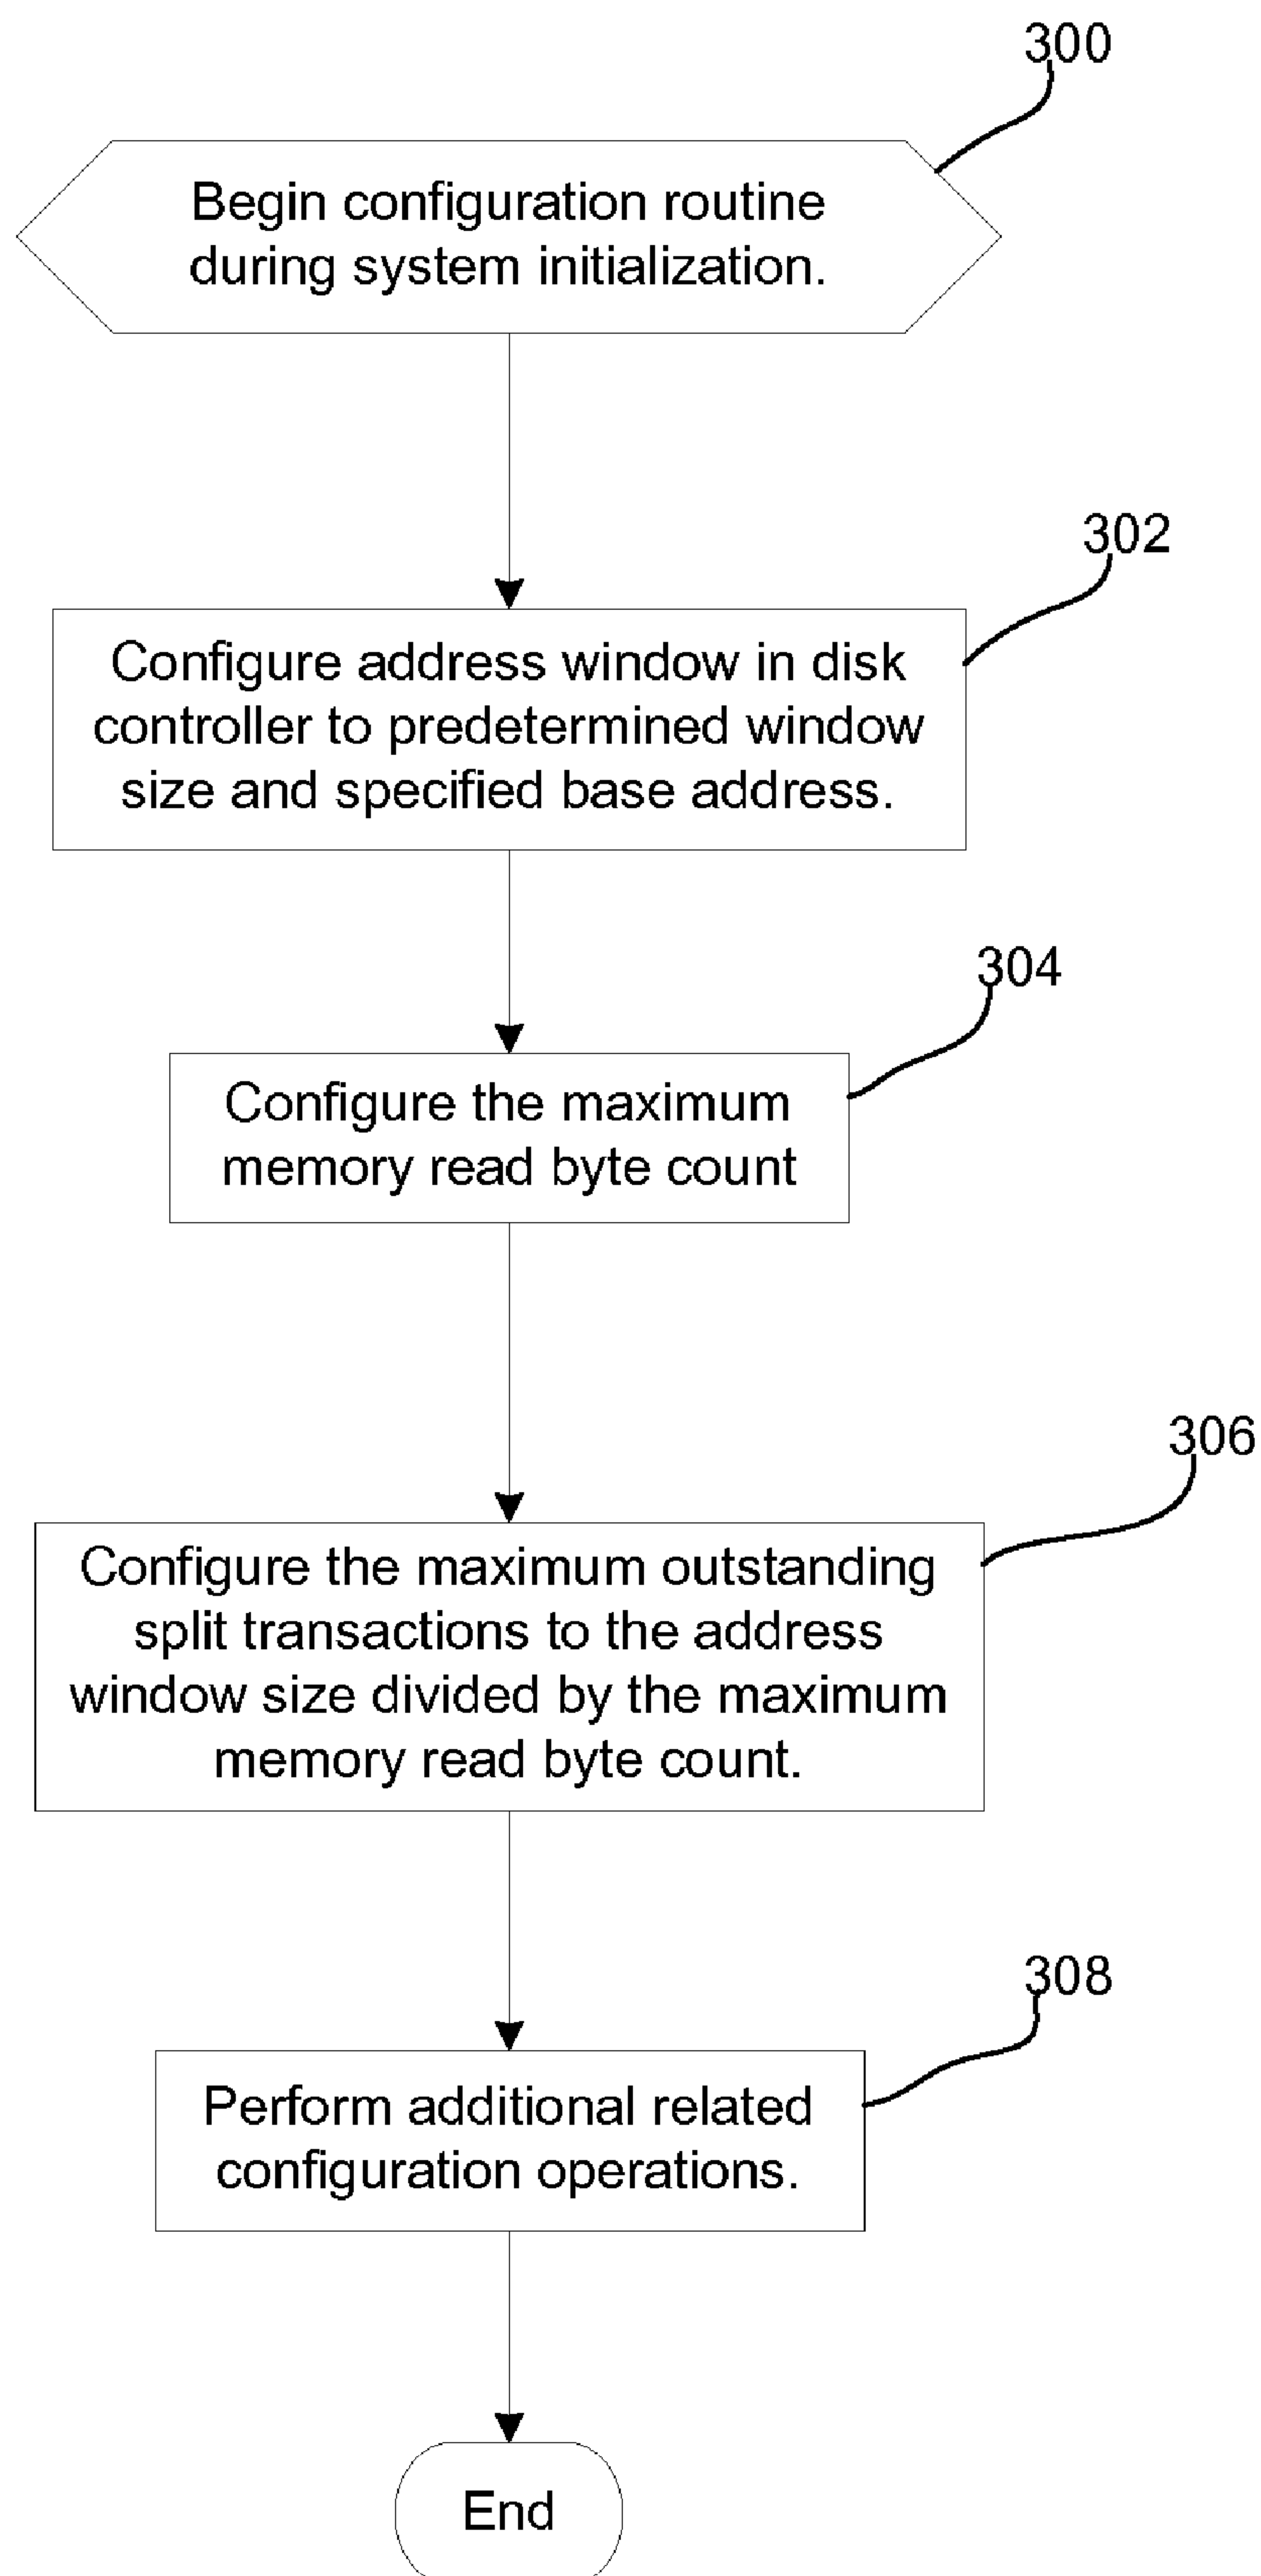 300
Begin configuration routine
during system initialization.
302
Configure address window in disk
controller to predetermined window
size and specified base address.
304
Configure the maximum
memory read byte count
306
Configure the maximum outstanding
split transactions to the address
window size divided by the maximum
memory read byte count.
308
Perform additional related
configuration operations.
End